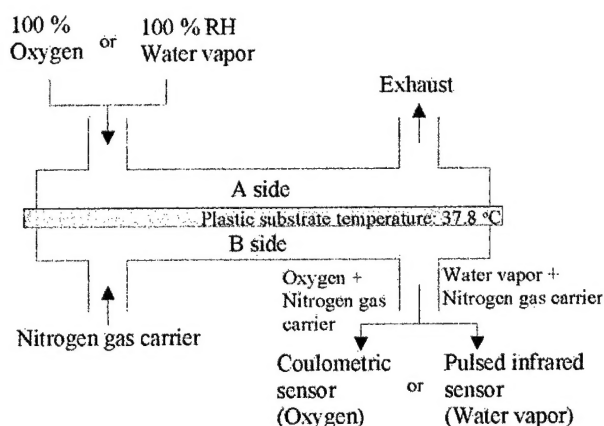 100 %
Oxygen
or
100 % RH
Water vapor
Exhaust
A side
Plastic substrate temperature: 37.8 °C
B side
Nitrogen gas carrier
Oxygen +
Nitrogen gas
carrier
Water vapor +
Nitrogen gas carrier
Coulometric
sensor
(Oxygen)
or
Pulsed infrared
sensor
(Water vapor)